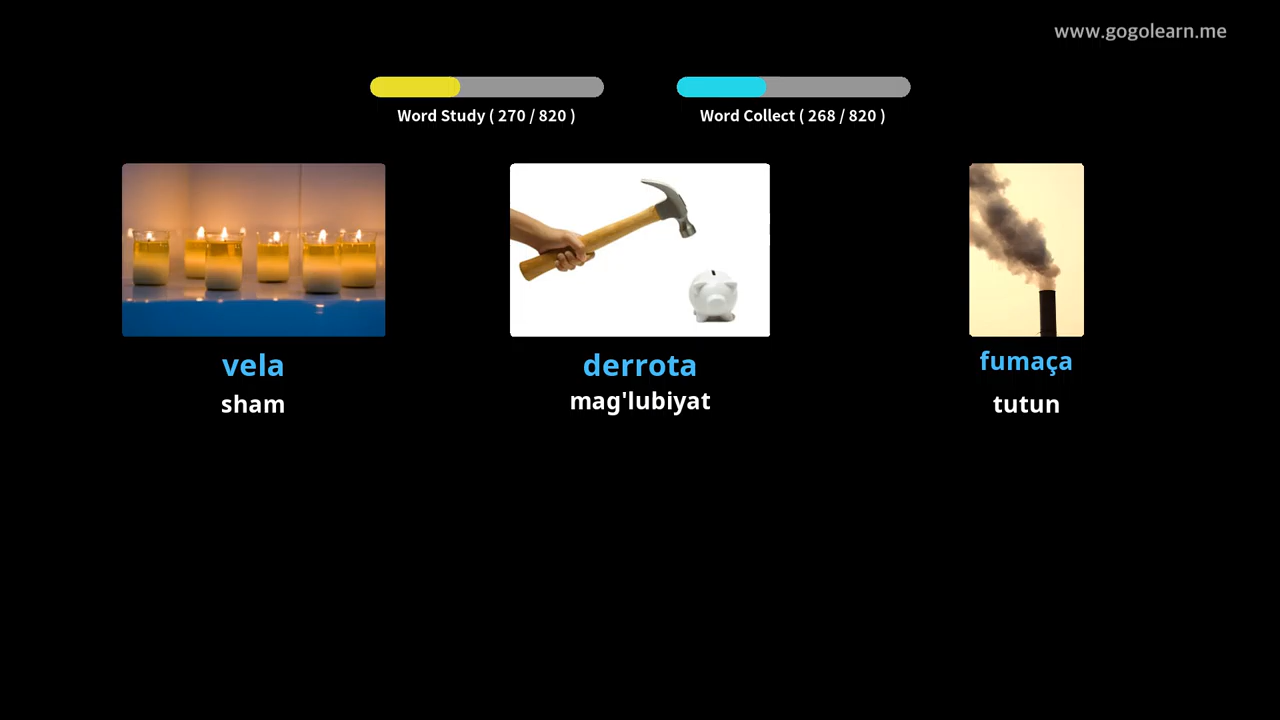 www.gogolearn.me
Word Study ( 270 / 820 )
Word Collect ( 268 / 820 )
vela
sham
derrota
mag'lubiyat
fumaça
tutun